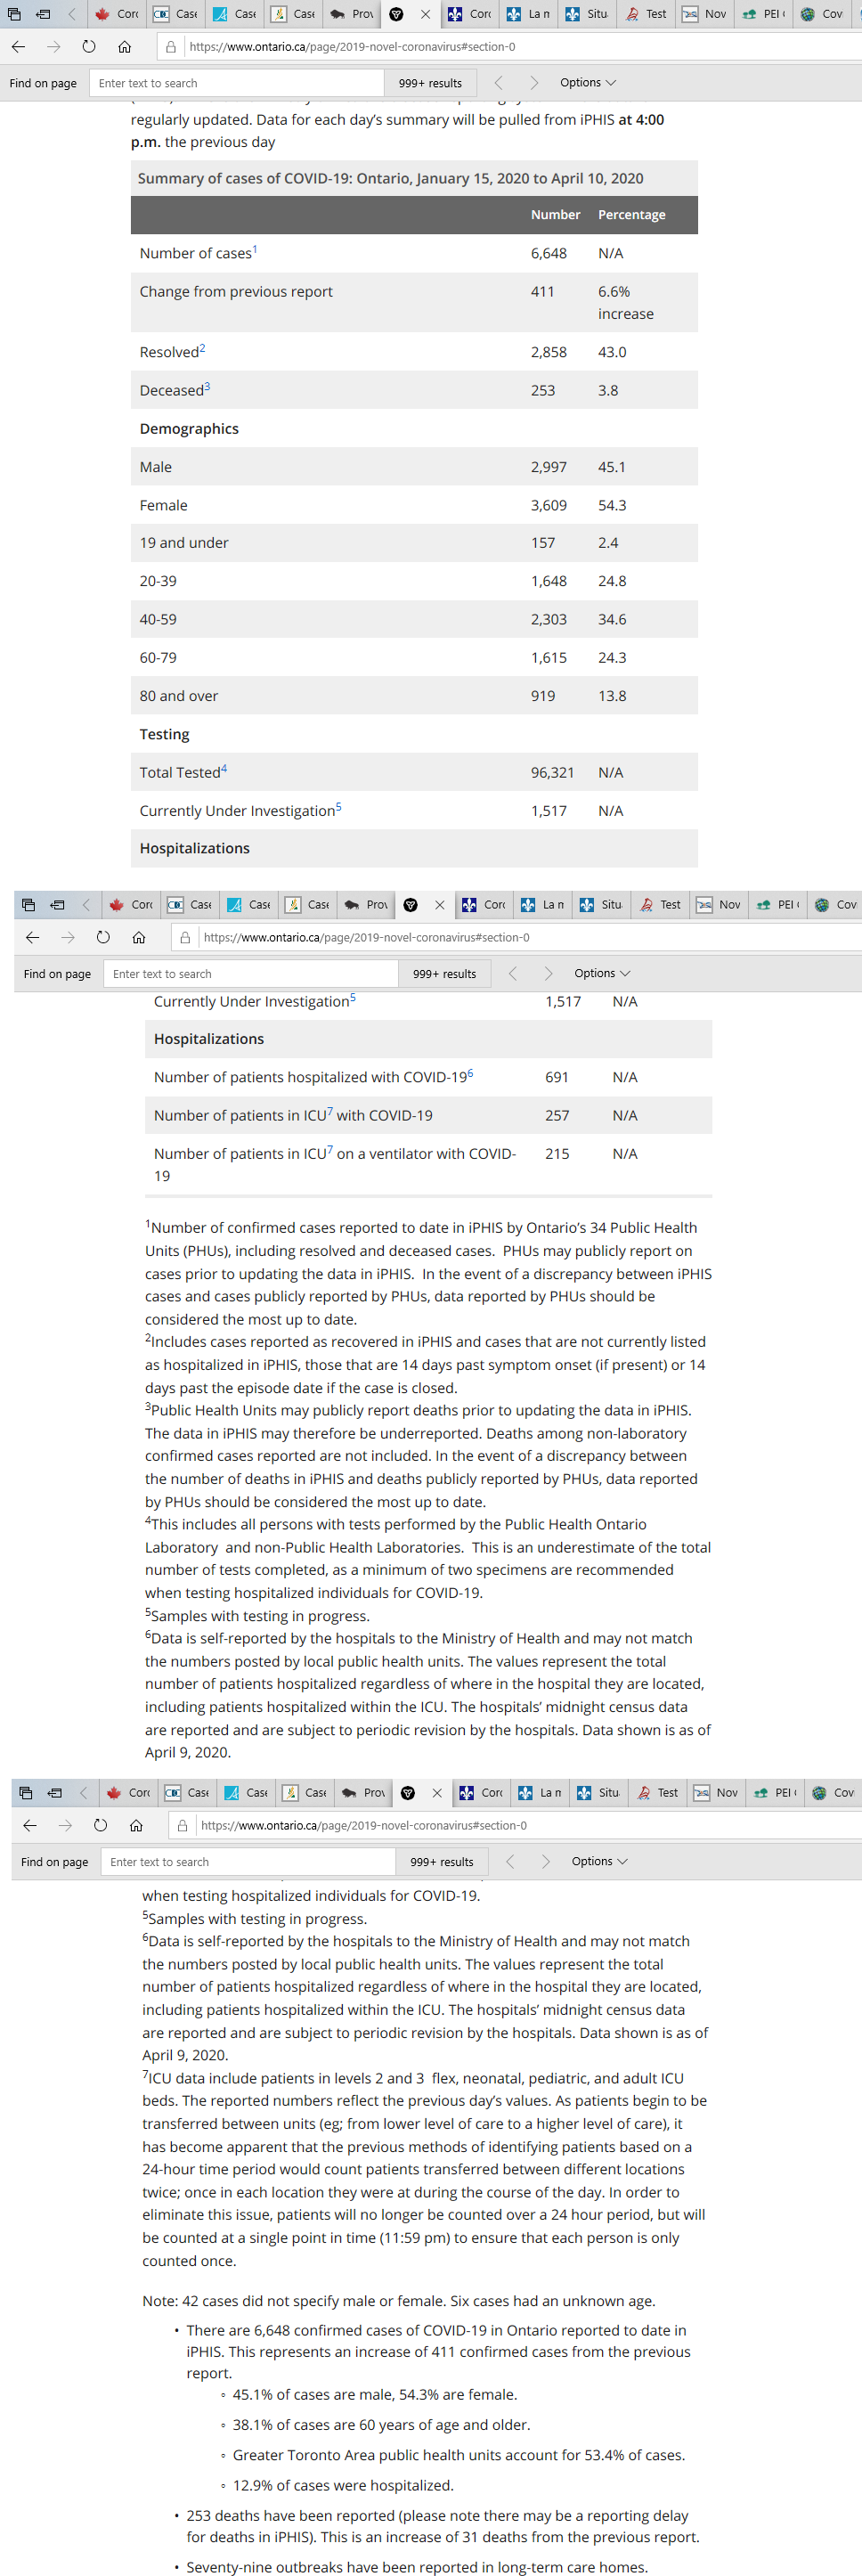 Corc
Case
Case
Case
Prov
Corc
La n
Situ
Test
Nov
PEI
Cov
https://www.ontario.ca/page/2019-novel-coronavirus#section-0
Find on page Enter text to search 999+ results Options
regularly updated. Data for each day's summary will be pulled from iPHIS at 4:00
p.m. the previous day
Summary of cases of COVID-19: Ontario, January 15, 2020 to April 10, 2020
Number Percentage
Number of cases1 6,648 N/A
Change from previous report 411 6.6%
increase
Resolved2 2,858 43.0
Deceased3 253 3.8
Demographics
Male 2,997 45.1
Female 3,609 54.3
19 and under 157 2.4
20-39 1,648 24.8
40-59 2,303 34.6
60-79 1,615 24.3
80 and over 919 13.8
Testing
Total Tested4 96,321 N/A
Currently Under Investigation5 1,517 N/A
Hospitalizations
Corc
Case
Case
Case
Prov
Corc
La n
Situ
Test
Nov
PEI
Cov
https://www.ontario.ca/page/2019-novel-coronavirus#section-0
Find on page Enter text to search 999+ results Options
Currently Under Investigation5 1,517 N/A
Hospitalizations
Number of patients hospitalized with COVID-196 691 N/A
Number of patients in ICU7 with COVID-19 257 N/A
Number of patients in ICU7 on a ventilator with COVID- 215 N/A
19
1Number of confirmed cases reported to date in iPHIS by Ontario's 34 Public Health
Units (PHUs), including resolved and deceased cases. PHUs may publicly report on
cases prior to updating the data in iPHIS. In the event of a discrepancy between iPHIS
cases and cases publicly reported by PHUs, data reported by PHUs should be
considered the most up to date.
2Includes cases reported as recovered in iPHIS and cases that are not currently listed
as hospitalized in iPHIS, those that are 14 days past symptom onset (if present) or 14
days past the episode date if the case is closed.
3Public Health Units may publicly report deaths prior to updating the data in iPHIS.
The data in iPHIS may therefore be underreported. Deaths among non-laboratory
confirmed cases reported are not included. In the event of a discrepancy between
the number of deaths in iPHIS and deaths publicly reported by PHUs, data reported
by PHUs should be considered the most up to date.
4This includes all persons with tests performed by the Public Health Ontario
Laboratory and non-Public Health Laboratories. This is an underestimate of the total
number of tests completed, as a minimum of two specimens are recommended
when testing hospitalized individuals for COVID-19.
5Samples with testing in progress.
6Data is self-reported by the hospitals to the Ministry of Health and may not match
the numbers posted by local public health units. The values represent the total
number of patients hospitalized regardless of where in the hospital they are located,
including patients hospitalized within the ICU. The hospitals' midnight census data
are reported and are subject to periodic revision by the hospitals. Data shown is as of
April 9, 2020.
Corc
Case
Case
Case
Prov
Corc
La n
Situ
Test
Nov
PEI
Cov
https://www.ontario.ca/page/2019-novel-coronavirus#section-0
Find on page Enter text to search 999+ results Options
when testing hospitalized individuals for COVID-19.
5Samples with testing in progress.
6Data is self-reported by the hospitals to the Ministry of Health and may not match
the numbers posted by local public health units. The values represent the total
number of patients hospitalized regardless of where in the hospital they are located,
including patients hospitalized within the ICU. The hospitals' midnight census data
are reported and are subject to periodic revision by the hospitals. Data shown is as of
April 9, 2020.
7ICU data include patients in levels 2 and 3 flex, neonatal, pediatric, and adult ICU
beds. The reported numbers reflect the previous day's values. As patients begin to be
transferred between units (eg; from lower level of care to a higher level of care), it
has become apparent that the previous methods of identifying patients based on a
24-hour time period would count patients transferred between different locations
twice; once in each location they were at during the course of the day. In order to
eliminate this issue, patients will no longer be counted over a 24 hour period, but will
be counted at a single point in time (11:59 pm) to ensure that each person is only
counted once.
Note: 42 cases did not specify male or female. Six cases had an unknown age.
• There are 6,648 confirmed cases of COVID-19 in Ontario reported to date in
iPHIS. This represents an increase of 411 confirmed cases from the previous
report.
◦ 45.1% of cases are male, 54.3% are female.
◦ 38.1% of cases are 60 years of age and older.
◦ Greater Toronto Area public health units account for 53.4% of cases.
◦ 12.9% of cases were hospitalized.
• 253 deaths have been reported (please note there may be a reporting delay
for deaths in iPHIS). This is an increase of 31 deaths from the previous report.
• Seventy-nine outbreaks have been reported in long-term care homes.